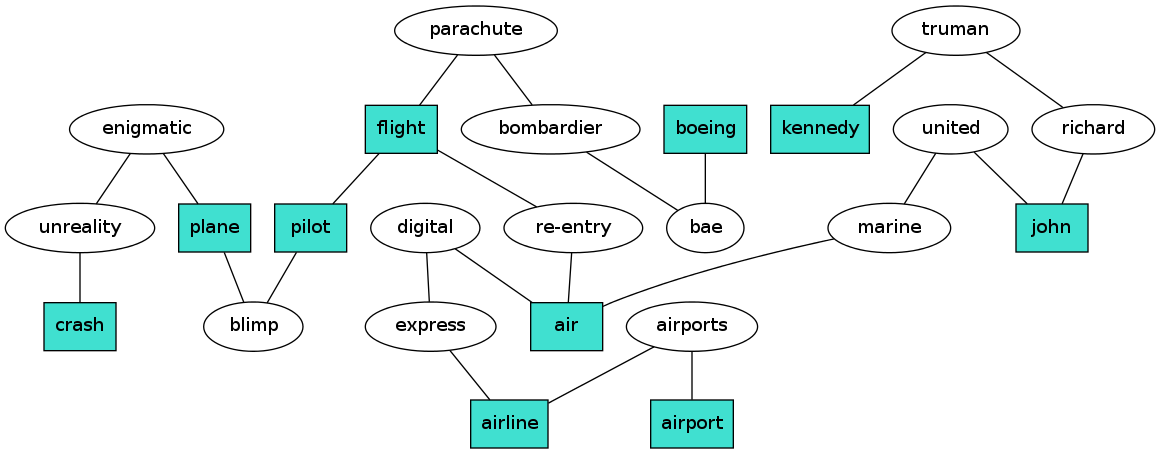 parachute
truman
enigmatic
flight
bombardier
boeing
kennedy
united
richard
unreality
plane
pilot
digital
re-entry
bae
marine
john
crash
blimp
express
air
airports
airline
airport